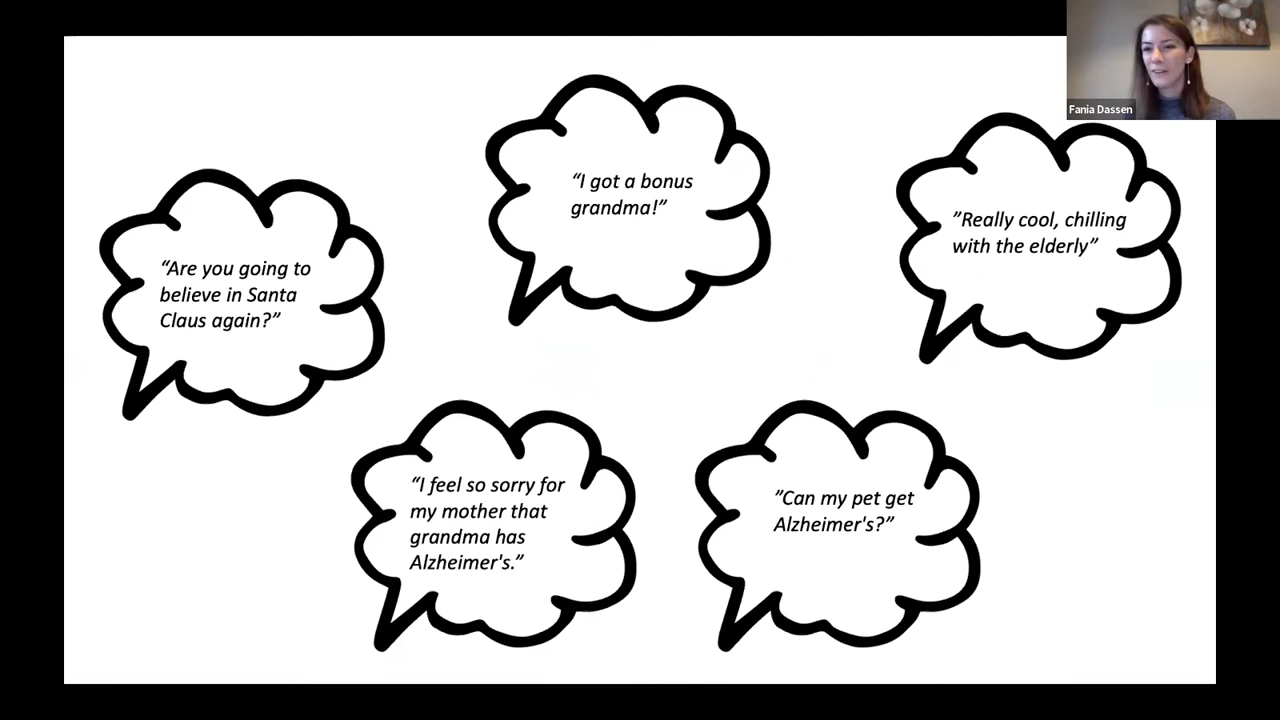 Fania Dassen
“I got a bonus
grandma!”
”Really cool, chilling
with the elderly”
“Are you going to
believe in Santa
Claus again?”
“I feel so sorry for
my mother that
grandma has
Alzheimer's.”
”Can my pet get
Alzheimer's?”